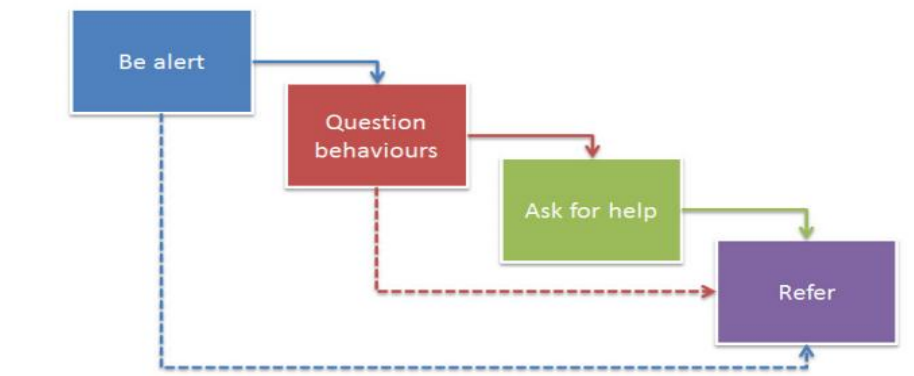 Be alert
Question
behaviours
Ask for help
Refer